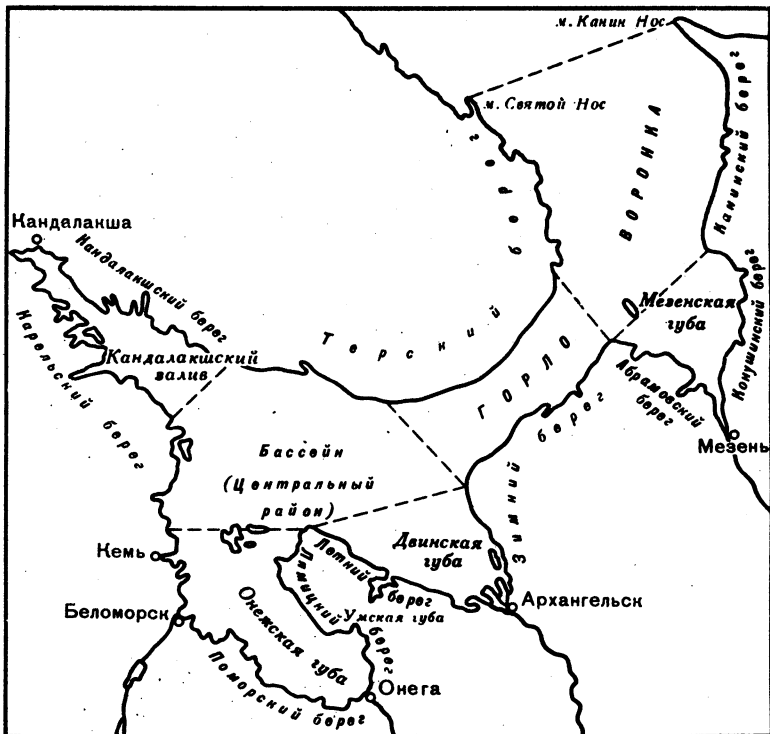 м. Канин Нос
м. Святой Нос
Терский берег
ВОРОНКА
Канинский берег
Кандалакша
Кандалакшский берег
Карельский берег
Кандалакшский
залив
Мезенская
губа
Конушинский берег
ГОРЛО
Абрамовский
берег
Мезень
Зимний берег
Бассейн
(Центральный
район)
Двинская
губа
Кемь
Летний берег
Лямицкий берег
Умская губа
Архангельск
Беломорск
Онежская губа
Поморский берег
Онега